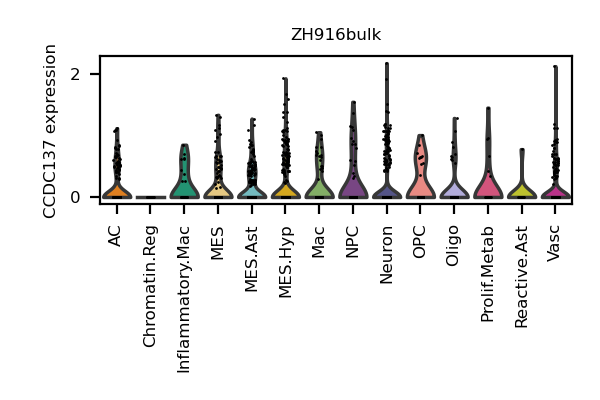 ZH916bulk
CCDC137 expression
2
0
AC
Chromatin.Reg
Inflammatory.Mac
MES
MES.Ast
MES.Hyp
Mac
NPC
Neuron
OPC
Oligo
Prolif.Metab
Reactive.Ast
Vasc